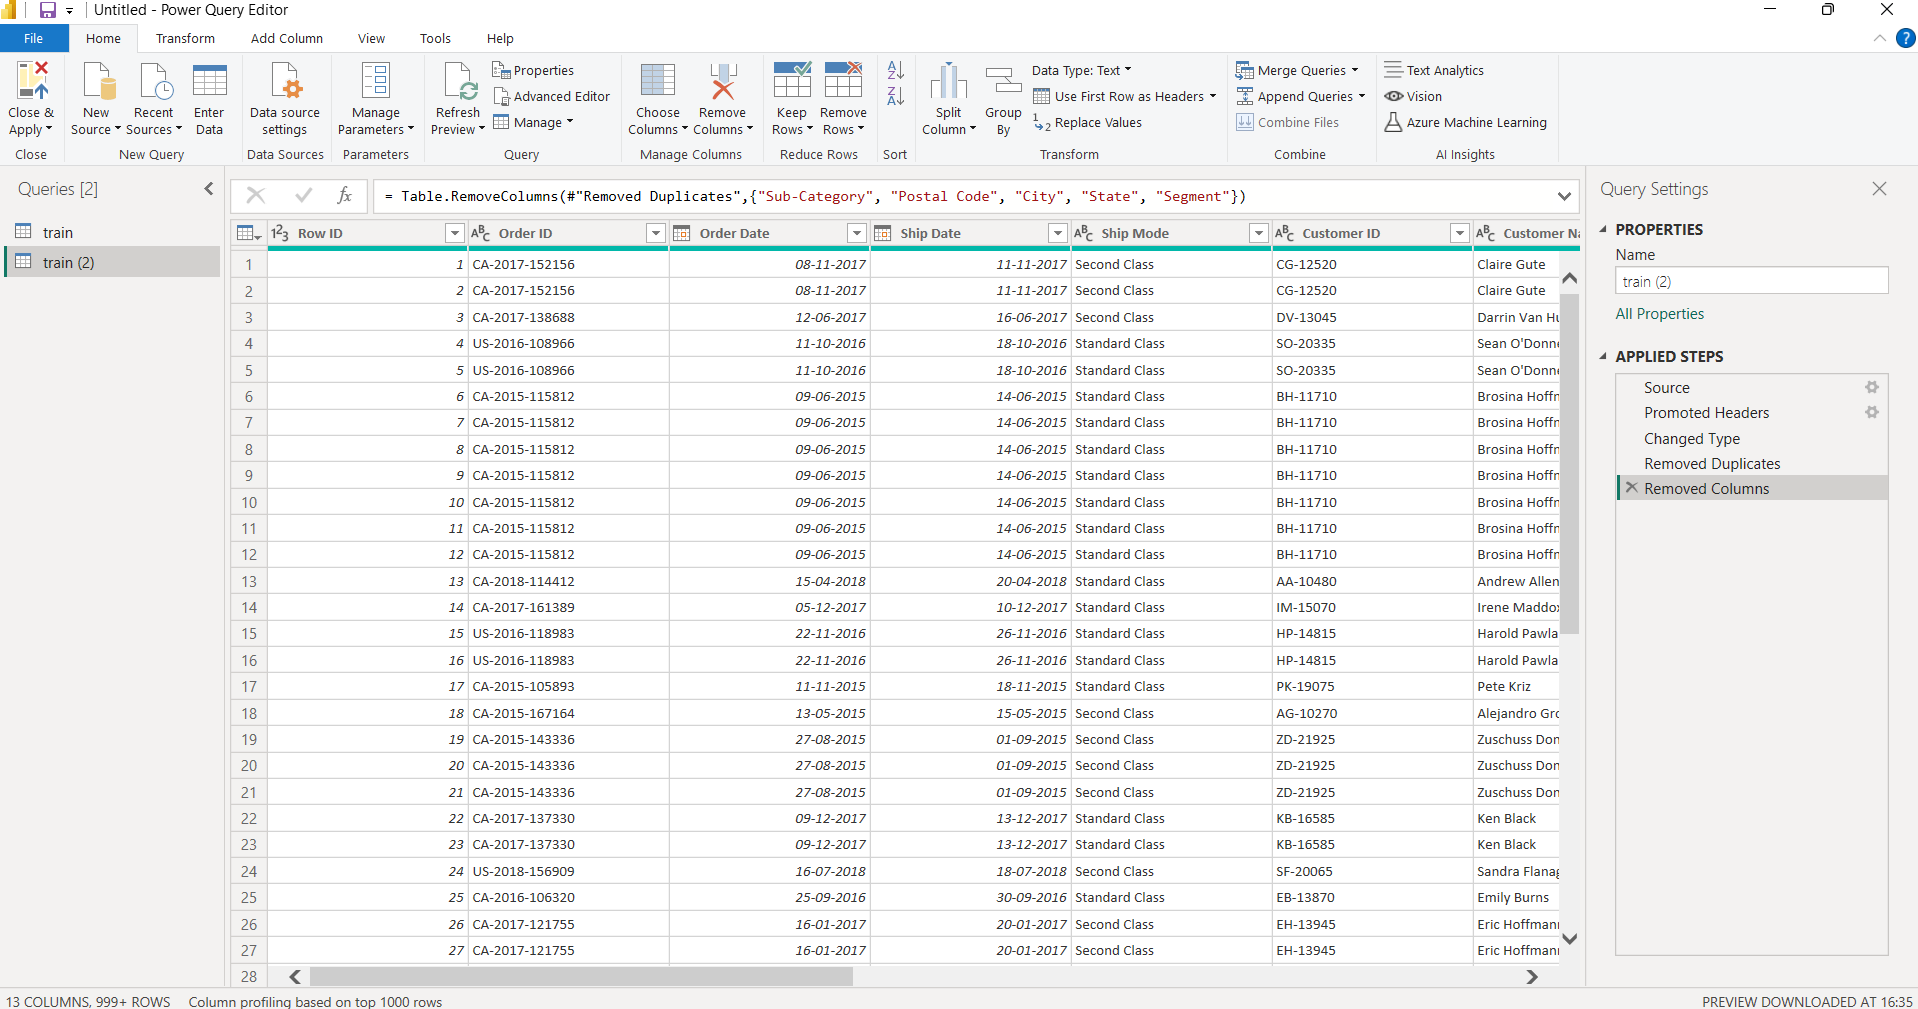 Untitled - Power Query Editor
File Home Transform Add Column View Tools Help
Close & Apply
New Source
Recent Sources
Enter Data
Data source settings
Manage Parameters
Refresh Preview
Properties
Advanced Editor
Manage
Choose Columns
Remove Columns
Keep Rows
Remove Rows
Split Column
Group By
Data Type: Text
Use First Row as Headers
Replace Values
Merge Queries
Append Queries
Combine Files
Text Analytics
Vision
Azure Machine Learning
Close New Query Data Sources Parameters Query Manage Columns Reduce Rows Sort Transform Combine AI Insights
Queries [2]
train
train (2)
fx = Table.RemoveColumns(#"Removed Duplicates",{"Sub-Category", "Postal Code", "City", "State", "Segment"})
Row ID Order ID Order Date Ship Date Ship Mode Customer ID Customer Na
1 1 CA-2017-152156 08-11-2017 11-11-2017 Second Class CG-12520 Claire Gute
2 2 CA-2017-152156 08-11-2017 11-11-2017 Second Class CG-12520 Claire Gute
3 3 CA-2017-138688 12-06-2017 16-06-2017 Second Class DV-13045 Darrin Van Hu
4 4 US-2016-108966 11-10-2016 18-10-2016 Standard Class SO-20335 Sean O'Donne
5 5 US-2016-108966 11-10-2016 18-10-2016 Standard Class SO-20335 Sean O'Donne
6 6 CA-2015-115812 09-06-2015 14-06-2015 Standard Class BH-11710 Brosina Hoffn
7 7 CA-2015-115812 09-06-2015 14-06-2015 Standard Class BH-11710 Brosina Hoffn
8 8 CA-2015-115812 09-06-2015 14-06-2015 Standard Class BH-11710 Brosina Hoffn
9 9 CA-2015-115812 09-06-2015 14-06-2015 Standard Class BH-11710 Brosina Hoffn
10 10 CA-2015-115812 09-06-2015 14-06-2015 Standard Class BH-11710 Brosina Hoffn
11 11 CA-2015-115812 09-06-2015 14-06-2015 Standard Class BH-11710 Brosina Hoffn
12 12 CA-2015-115812 09-06-2015 14-06-2015 Standard Class BH-11710 Brosina Hoffn
13 13 CA-2018-114412 15-04-2018 20-04-2018 Standard Class AA-10480 Andrew Allen
14 14 CA-2017-161389 05-12-2017 10-12-2017 Standard Class IM-15070 Irene Maddox
15 15 US-2016-118983 22-11-2016 26-11-2016 Standard Class HP-14815 Harold Pawla
16 16 US-2016-118983 22-11-2016 26-11-2016 Standard Class HP-14815 Harold Pawla
17 17 CA-2015-105893 11-11-2015 18-11-2015 Standard Class PK-19075 Pete Kriz
18 18 CA-2015-167164 13-05-2015 15-05-2015 Second Class AG-10270 Alejandro Gro
19 19 CA-2015-143336 27-08-2015 01-09-2015 Second Class ZD-21925 Zuschuss Don
20 20 CA-2015-143336 27-08-2015 01-09-2015 Second Class ZD-21925 Zuschuss Don
21 21 CA-2015-143336 27-08-2015 01-09-2015 Second Class ZD-21925 Zuschuss Don
22 22 CA-2017-137330 09-12-2017 13-12-2017 Standard Class KB-16585 Ken Black
23 23 CA-2017-137330 09-12-2017 13-12-2017 Standard Class KB-16585 Ken Black
24 24 US-2018-156909 16-07-2018 18-07-2018 Second Class SF-20065 Sandra Flanag
25 25 CA-2016-106320 25-09-2016 30-09-2016 Standard Class EB-13870 Emily Burns
26 26 CA-2017-121755 16-01-2017 20-01-2017 Second Class EH-13945 Eric Hoffmann
27 27 CA-2017-121755 16-01-2017 20-01-2017 Second Class EH-13945 Eric Hoffmann
28
Query Settings
PROPERTIES
Name
train (2)
All Properties
APPLIED STEPS
Source
Promoted Headers
Changed Type
Removed Duplicates
Removed Columns
13 COLUMNS, 999+ ROWS Column profiling based on top 1000 rows
PREVIEW DOWNLOADED AT 16:35